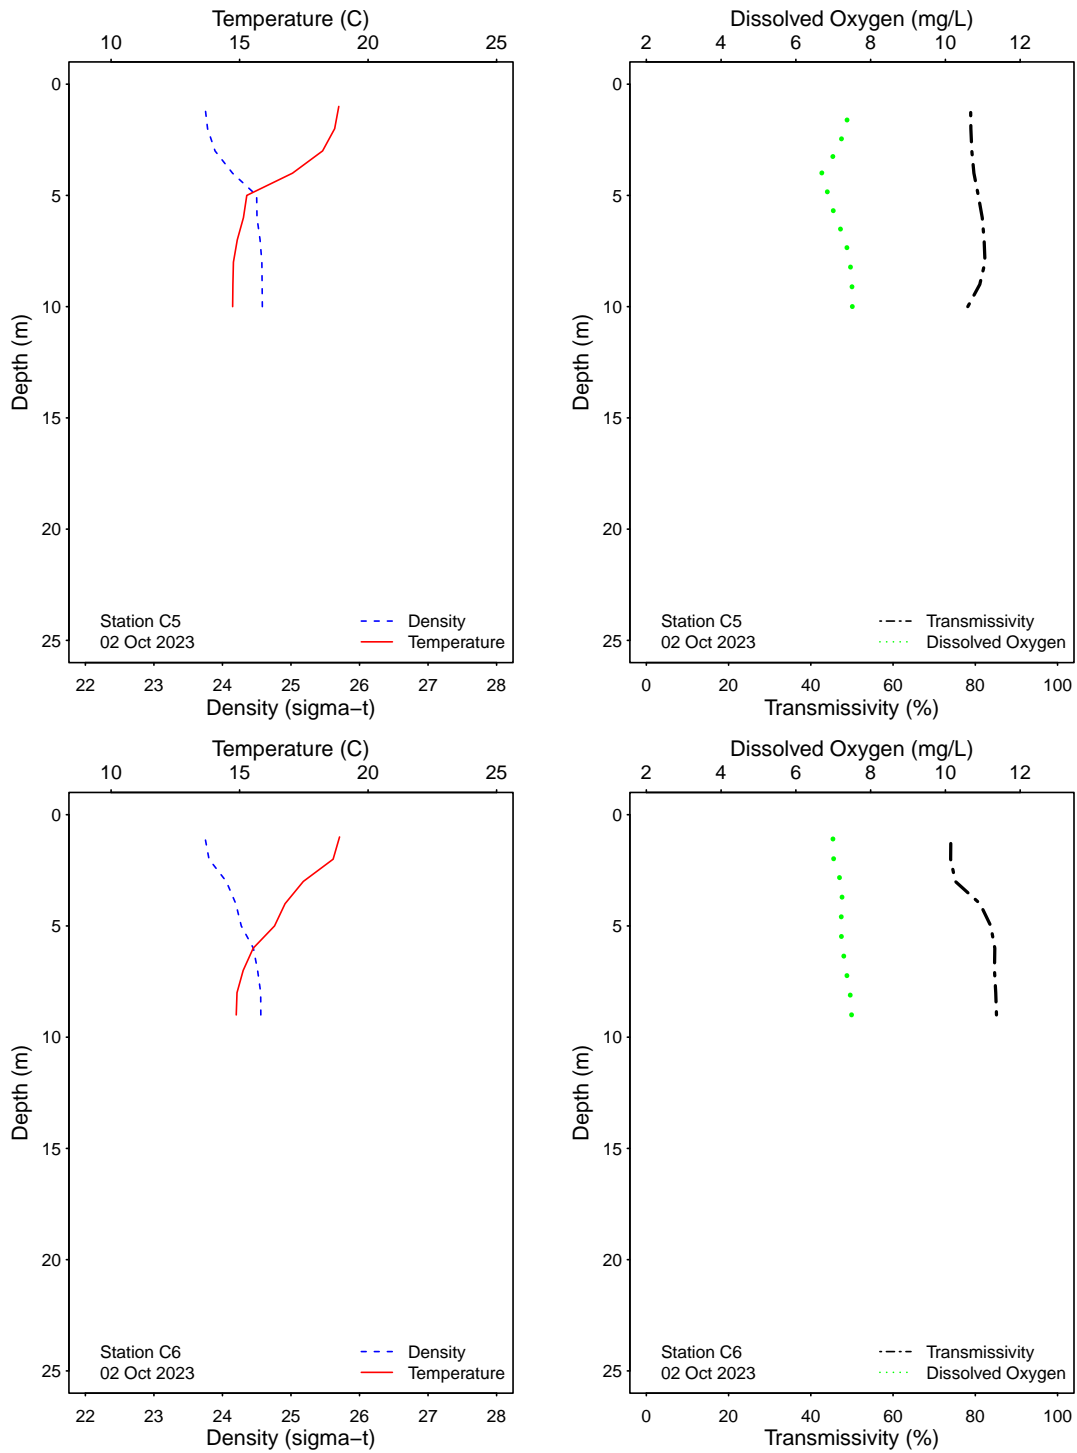 Temperature (C)
10 15 20 25
0
5
10
15
20
25
Depth (m)
Station C5
02 Oct 2023
Density
Temperature
22 23 24 25 26 27 28
Density (sigma−t)
Dissolved Oxygen (mg/L)
2 4 6 8 10 12
0
5
10
15
20
25
Depth (m)
Station C5
02 Oct 2023
Transmissivity
Dissolved Oxygen
0 20 40 60 80 100
Transmissivity (%)
Temperature (C)
10 15 20 25
0
5
10
15
20
25
Depth (m)
Station C6
02 Oct 2023
Density
Temperature
22 23 24 25 26 27 28
Density (sigma−t)
Dissolved Oxygen (mg/L)
2 4 6 8 10 12
0
5
10
15
20
25
Depth (m)
Station C6
02 Oct 2023
Transmissivity
Dissolved Oxygen
0 20 40 60 80 100
Transmissivity (%)